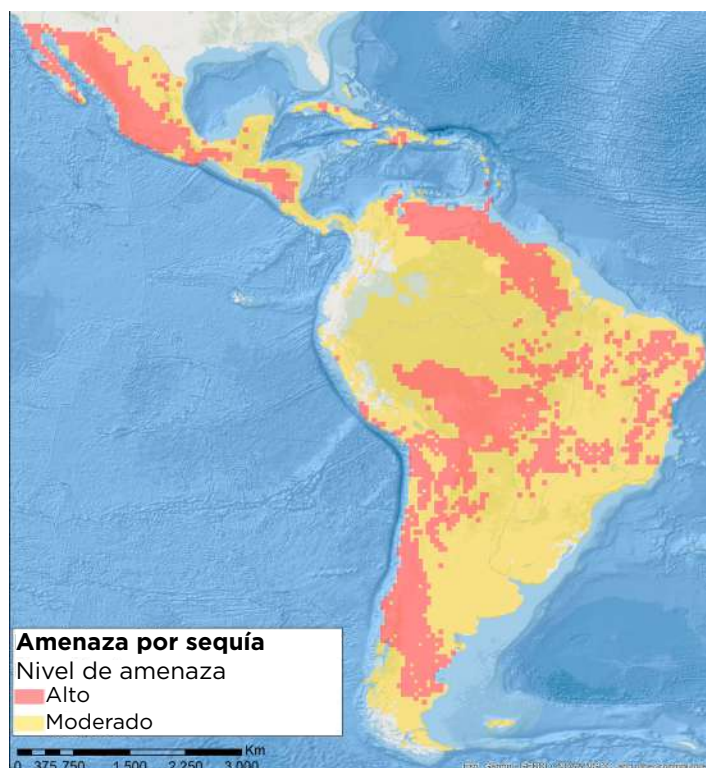 Amenaza por sequía
Nivel de amenaza
Alto
Moderado
Km
0 375 750 1.500 2.250 3.000